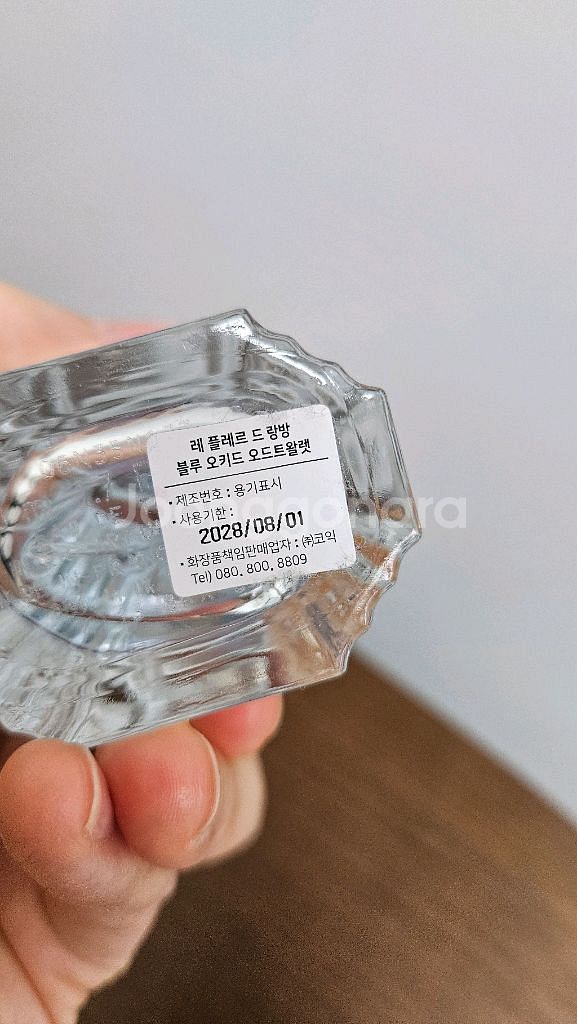 레 플레르 드 랑방
블루 오키드 오드트왈렛
• 제조번호 : 용기표시
• 사용기한 :
2028/08/01
• 화장품책임판매업자 : ㈜코익
Tel) 080. 800. 8809
Joonggonara